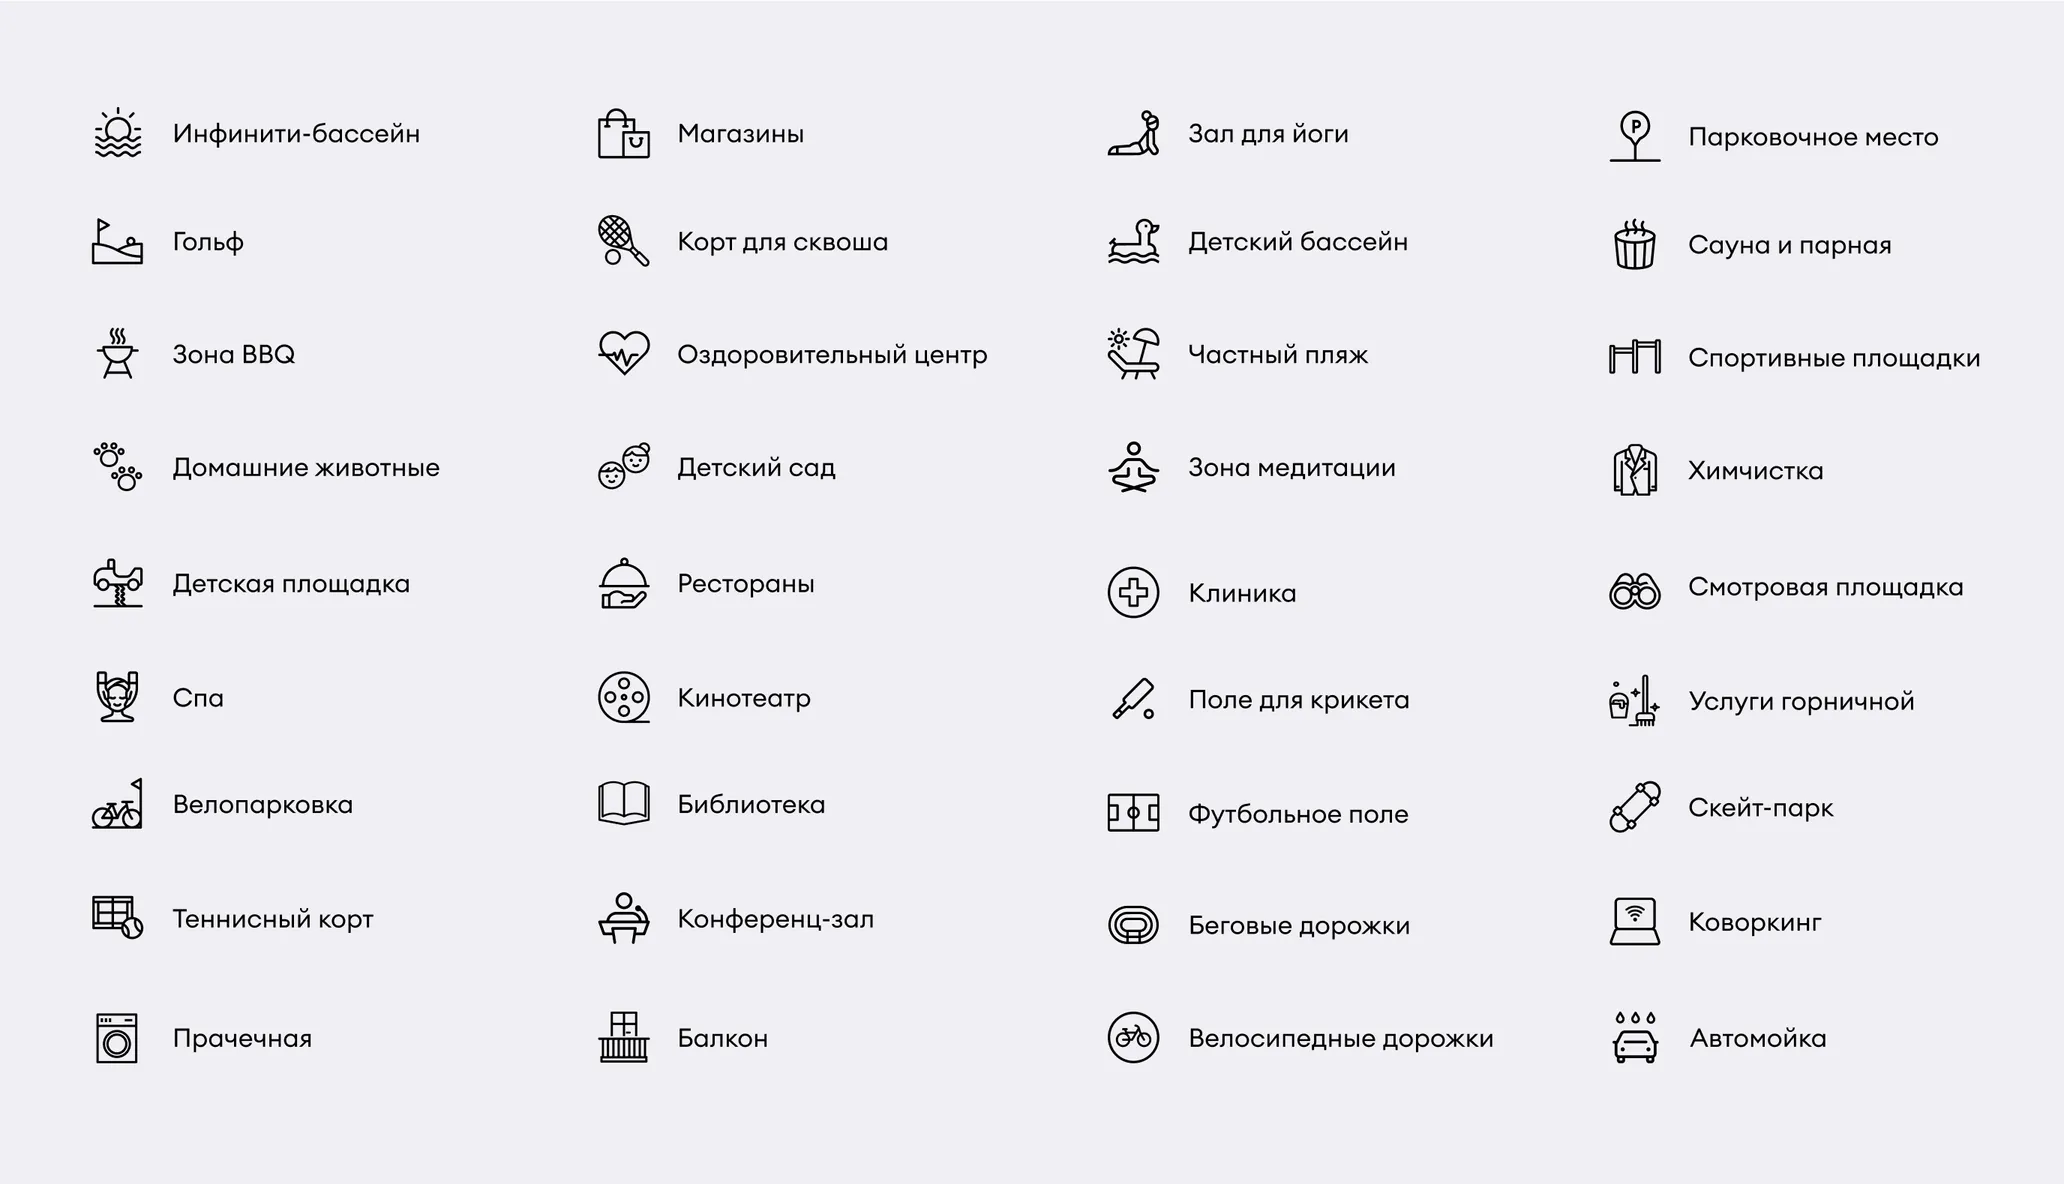 Инфинити-бассейн
Гольф
Зона BBQ
Домашние животные
Детская площадка
Спа
Велопарковка
Теннисный корт
Прачечная
Магазины
Корт для сквоша
Оздоровительный центр
Детский сад
Рестораны
Кинотеатр
Библиотека
Конференц-зал
Балкон
Зал для йоги
Детский бассейн
Частный пляж
Зона медитации
Клиника
Поле для крикета
Футбольное поле
Беговые дорожки
Велосипедные дорожки
P
Парковочное место
Сауна и парная
Спортивные площадки
Химчистка
Смотровая площадка
Услуги горничной
Скейт-парк
Коворкинг
Автомойка